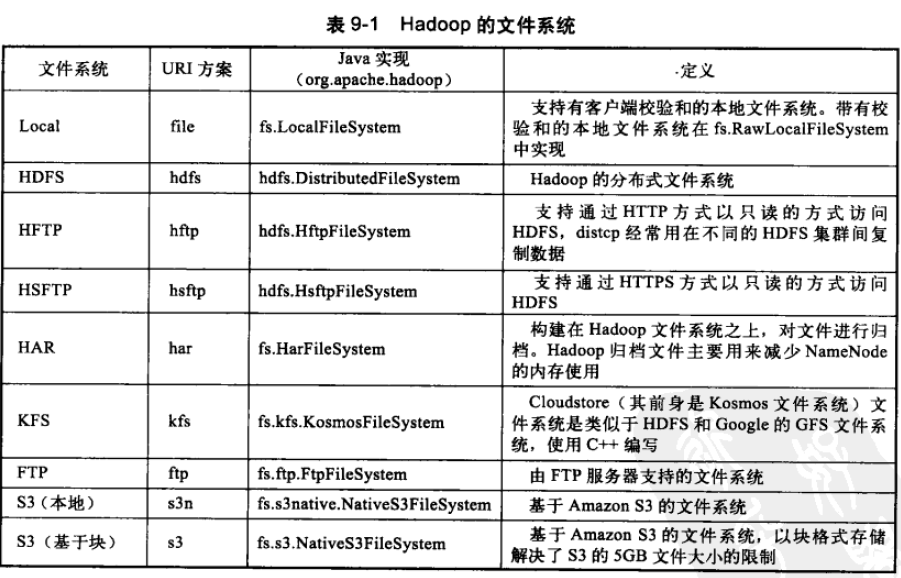 表 9-1 Hadoop 的文件系统
文件系统 URI 方案 Java 实现
（org.apache.hadoop） 定义
Local file fs.LocalFileSystem 支持有客户端校验和的本地文件系统。带有校
验和的本地文件系统在 fs.RawLocalFileSystem
中实现
HDFS hdfs hdfs.DistributedFileSystem Hadoop 的分布式文件系统
HFTP hftp hdfs.HftpFileSystem 支持通过 HTTP 方式以只读的方式访问
HDFS，distcp 经常用在不同的 HDFS 集群间复
制数据
HSFTP hsftp hdfs.HsftpFileSystem 支持通过 HTTPS 方式以只读的方式访问
HDFS
HAR har fs.HarFileSystem 构建在 Hadoop 文件系统之上，对文件进行归
档。Hadoop 归档文件主要用来减少 NameNode
的内存使用
KFS kfs fs.kfs.KosmosFileSystem Cloudstore（其前身是 Kosmos 文件系统）文
件系统是类似于 HDFS 和 Google 的 GFS 文件系
统，使用 C++ 编写
FTP ftp fs.ftp.FtpFileSystem 由 FTP 服务器支持的文件系统
S3（本地） s3n fs.s3native.NativeS3FileSystem 基于 Amazon S3 的文件系统
S3（基于块） s3 fs.s3.NativeS3FileSystem 基于 Amazon S3 的文件系统，以块格式存储
解决了 S3 的 5GB 文件大小的限制